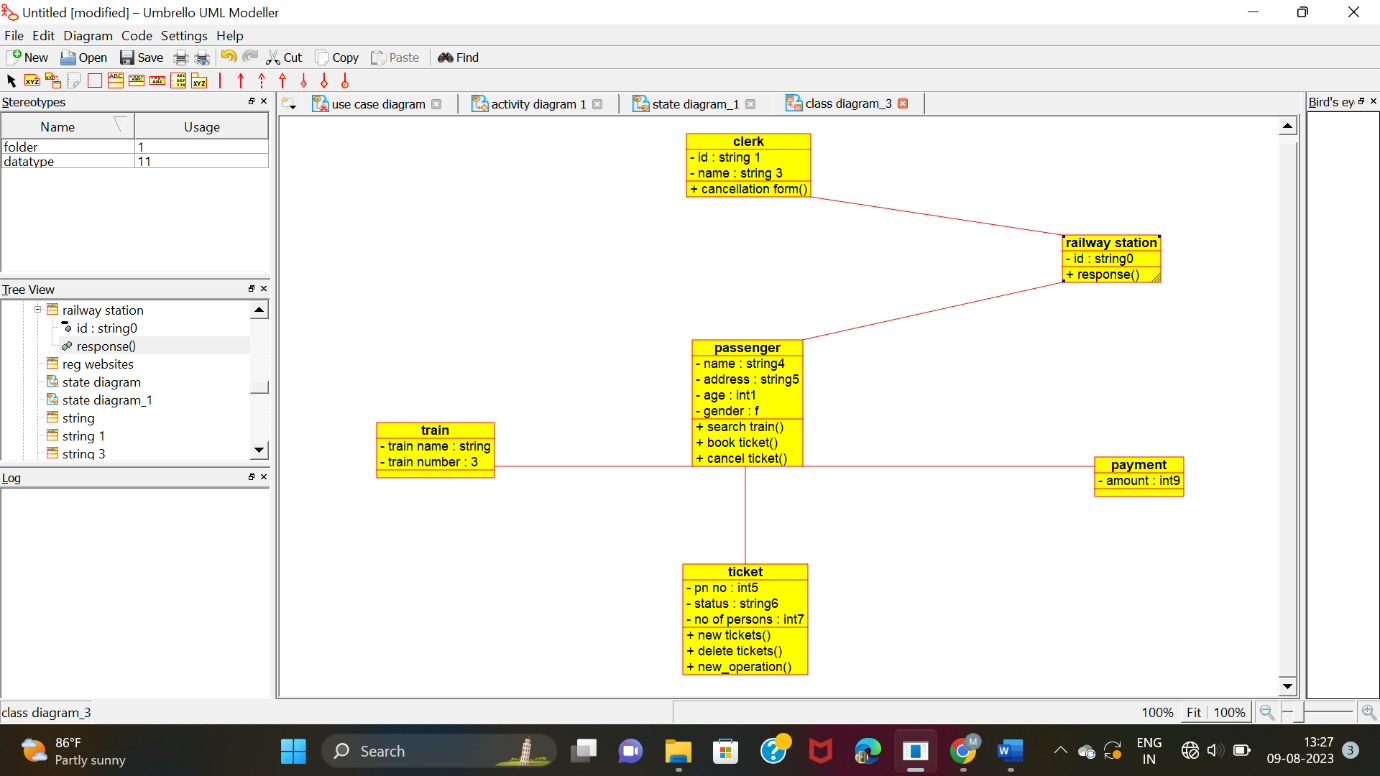 Untitled [modified] – Umbrello UML Modeller
File Edit Diagram Code Settings Help
New Open Save Cut Copy Paste Find
Stereotypes
Name Usage
folder 1
datatype 11
Tree View
railway station
id : string0
response()
reg websites
state diagram
state diagram_1
string
string 1
string 3
Log
use case diagram activity diagram 1 state diagram_1 class diagram_3
Bird's ey
clerk
- id : string 1
- name : string 3
+ cancellation form()
railway station
- id : string0
+ response()
passenger
- name : string4
- address : string5
- age : int1
- gender : f
+ search train()
+ book ticket()
+ cancel ticket()
train
- train name : string
- train number : 3
payment
- amount : int9
ticket
- pn no : int5
- status : string6
- no of persons : int7
+ new tickets()
+ delete tickets()
+ new_operation()
class diagram_3
100% Fit 100%
86°F
Partly sunny
Search
ENG
IN
13:27
09-08-2023
3